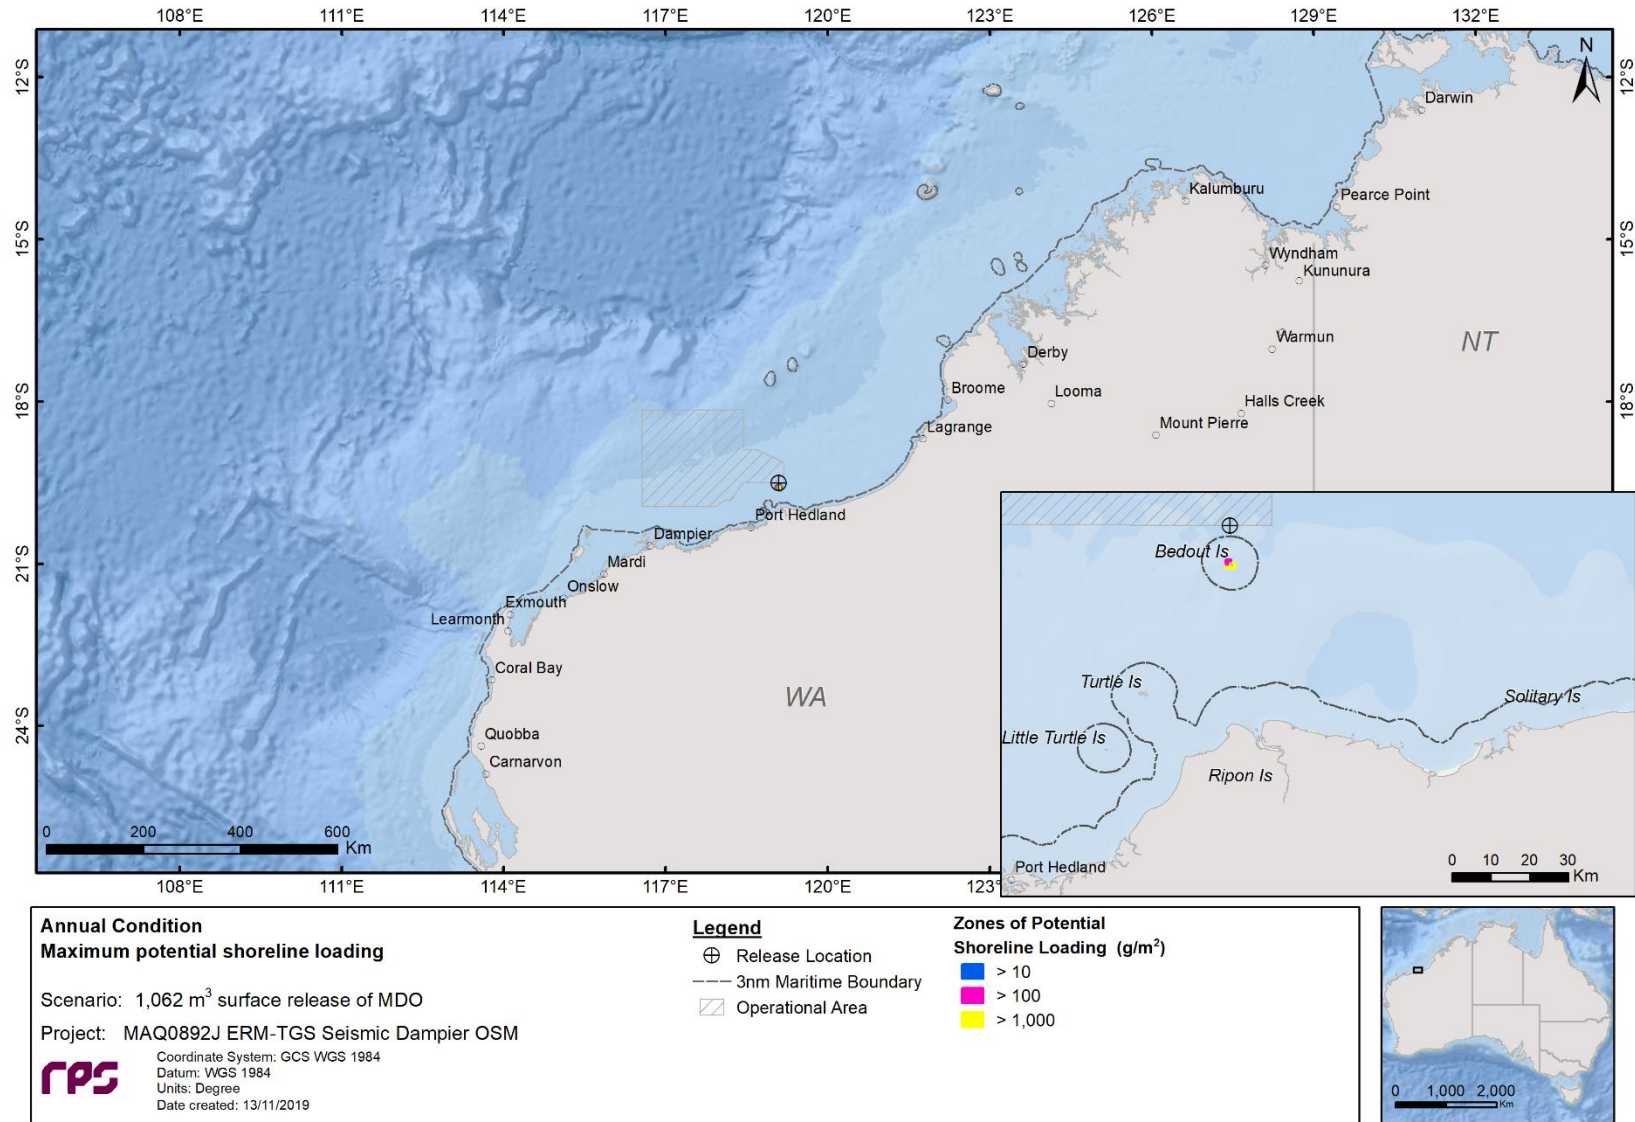 108°E 111°E 114°E 117°E 120°E 123°E 126°E 129°E 132°E
N
12°S 12°S
Darwin
Kalumburu
Pearce Point
15°S 15°S
Wyndham
Kununura
Warmun
NT
Derby
Broome
Looma
18°S 18°S
Halls Creek
Lagrange
Mount Pierre
Port Hedland
Dampier
21°S
Mardi
Onslow
Exmouth
Learmonth
Coral Bay
WA
24°S
Quobba
Carnarvon
0 200 400 600
Km
108°E 111°E 114°E 117°E 120°E 123°
Bedout Is
Turtle Is
Solitary Is
Little Turtle Is
Ripon Is
Port Hedland
0 10 20 30
Km
Annual Condition
Maximum potential shoreline loading
Scenario: 1,062 m³ surface release of MDO
Project: MAQ0892J ERM-TGS Seismic Dampier OSM
rps
Coordinate System: GCS WGS 1984
Datum: WGS 1984
Units: Degree
Date created: 13/11/2019
Legend
Release Location
3nm Maritime Boundary
Operational Area
Zones of Potential
Shoreline Loading (g/m²)
> 10
> 100
> 1,000
0 1,000 2,000
Km